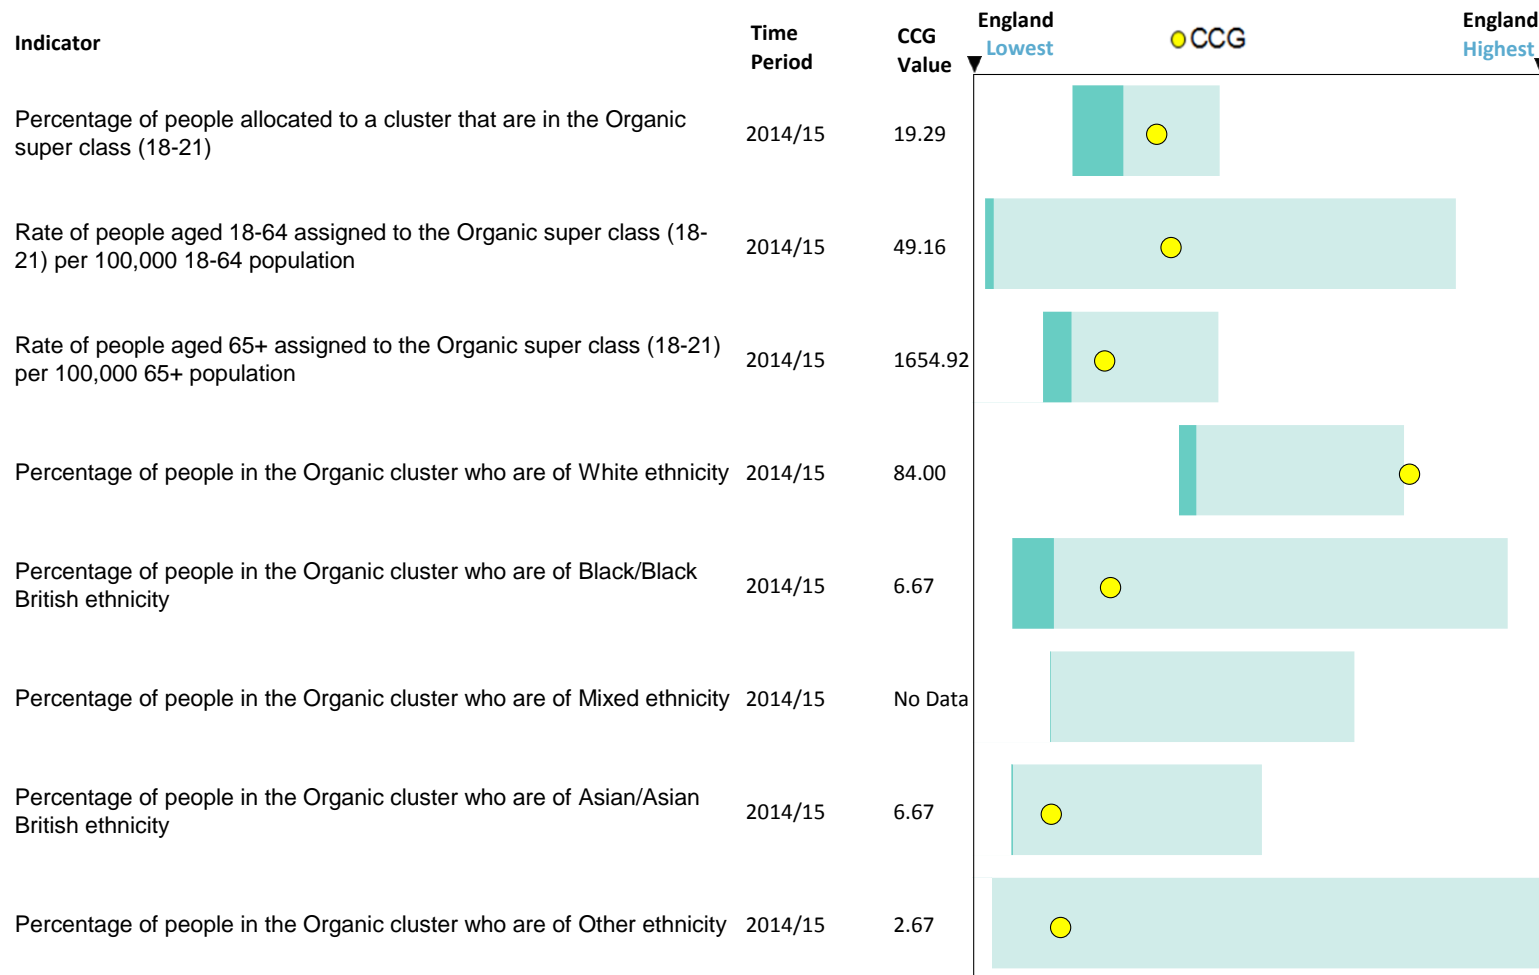 Indicator
Time
Period
CCG
Value
England
Lowest
CCG
England
Highest
Percentage of people allocated to a cluster that are in the Organic
super class (18-21)
2014/15
19.29
Rate of people aged 18-64 assigned to the Organic super class (18-
21) per 100,000 18-64 population
2014/15
49.16
Rate of people aged 65+ assigned to the Organic super class (18-21)
per 100,000 65+ population
2014/15
1654.92
Percentage of people in the Organic cluster who are of White ethnicity
2014/15
84.00
Percentage of people in the Organic cluster who are of Black/Black
British ethnicity
2014/15
6.67
Percentage of people in the Organic cluster who are of Mixed ethnicity
2014/15
No Data
Percentage of people in the Organic cluster who are of Asian/Asian
British ethnicity
2014/15
6.67
Percentage of people in the Organic cluster who are of Other ethnicity
2014/15
2.67